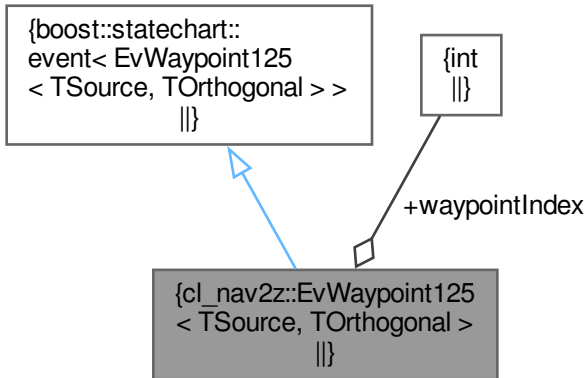 {boost::statechart::
event< EvWaypoint125
< TSource, TOrthogonal > >
||}
{int
||}
+waypointIndex
{cl_nav2z::EvWaypoint125
< TSource, TOrthogonal >
||}